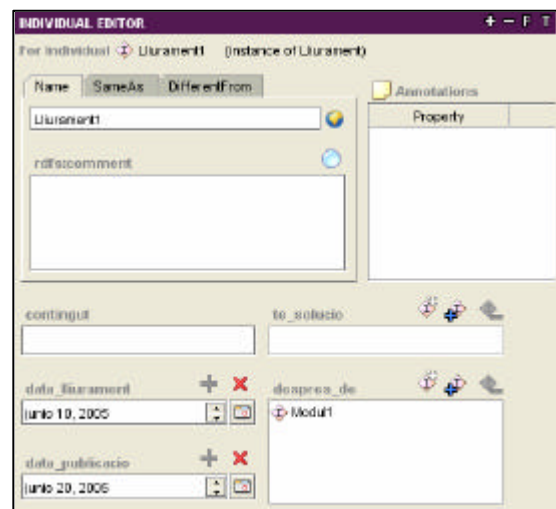 INDIVIDUAL EDITOR + − F T
For Individual Lliurament1 (instance of Lliurament)
Name SameAs DifferentFrom
Annotations
Lliurament1
Property
rdfs:comment
contingut te_solucio
data_lliurament despres_de
junio 10, 2005 Modul1
data_publicacio
junio 20, 2005